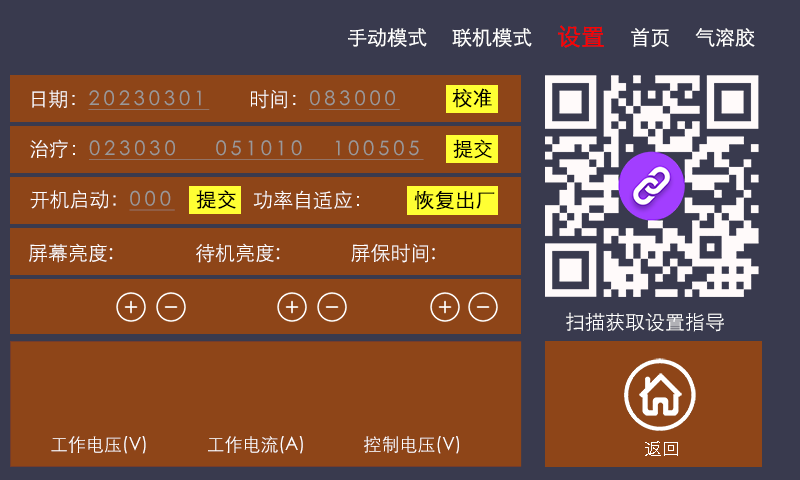 手动模式 联机模式 设置 首页 气溶胶
日期：20230301 时间：083000 校准
治疗：023030 051010 100505 提交
开机启动：000 提交 功率自适应： 恢复出厂
屏幕亮度： 待机亮度： 屏保时间：
扫描获取设置指导
工作电压(V) 工作电流(A) 控制电压(V)
返回